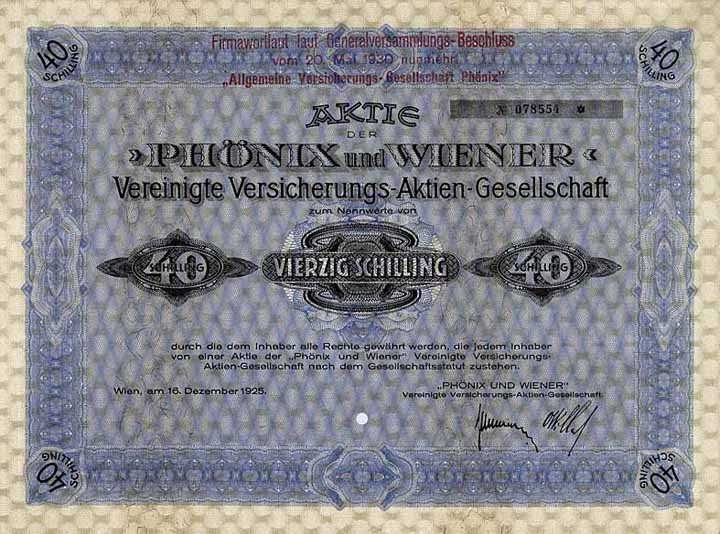 Firmawortlaut laut Generalversammlungs-Beschluss
vom 20. Mai 1930 nunmehr
„Allgemeine Versicherungs-Gesellschaft Phönix“
40 SCHILLING
40 SCHILLING
AKTIE
№ 078554 *
DER
»PHÖNIX und WIENER«
Vereinigte Versicherungs-Aktien-Gesellschaft
zum Nennwerte von
40 SCHILLING
VIERZIG SCHILLING
40 SCHILLING
durch die dem Inhaber alle Rechte gewährt werden, die jedem Inhaber
von einer Aktie der „Phönix und Wiener“ Vereinigte Versicherungs-
Aktien-Gesellschaft nach dem Gesellschaftsstatut zustehen.
Wien, am 16. Dezember 1925.
„PHÖNIX UND WIENER“
Vereinigte Versicherungs-Aktien-Gesellschaft.
40 SCHILLING
40 SCHILLING